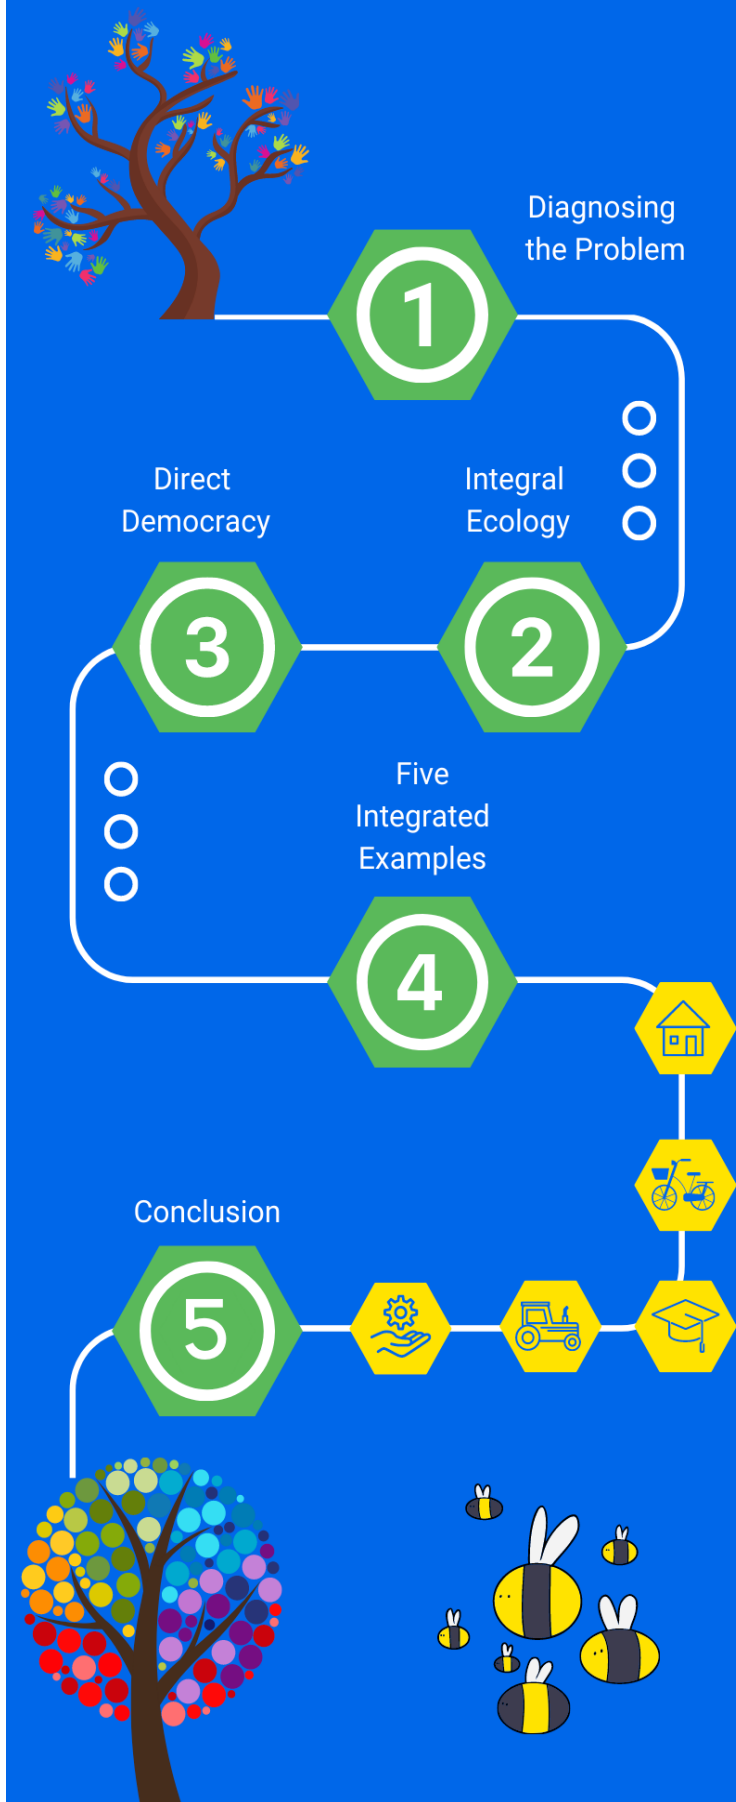 Diagnosing
the Problem
1
Integral
Ecology
2
Direct
Democracy
3
Five
Integrated
Examples
4
Conclusion
5